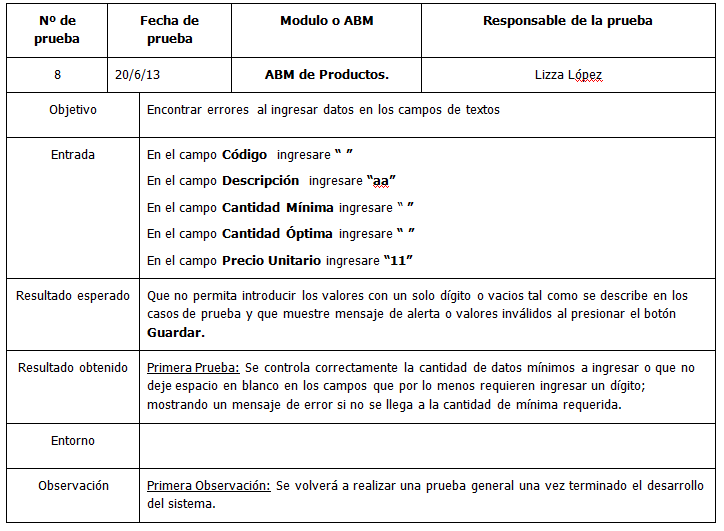 Nº de prueba
Fecha de prueba
Modulo o ABM
Responsable de la prueba
8
20/6/13
ABM de Productos.
Lizza López
Objetivo
Encontrar errores al ingresar datos en los campos de textos
Entrada
En el campo Código ingresare “ ”
En el campo Descripción ingresare “aa”
En el campo Cantidad Mínima ingresare “ ”
En el campo Cantidad Óptima ingresare “ ”
En el campo Precio Unitario ingresare “11”
Resultado esperado
Que no permita introducir los valores con un solo dígito o vacios tal como se describe en los
casos de prueba y que muestre mensaje de alerta o valores inválidos al presionar el botón
Guardar.
Resultado obtenido
Primera Prueba: Se controla correctamente la cantidad de datos mínimos a ingresar o que no
deje espacio en blanco en los campos que por lo menos requieren ingresar un dígito;
mostrando un mensaje de error si no se llega a la cantidad de mínima requerida.
Entorno
Observación
Primera Observación: Se volverá a realizar una prueba general una vez terminado el desarrollo
del sistema.